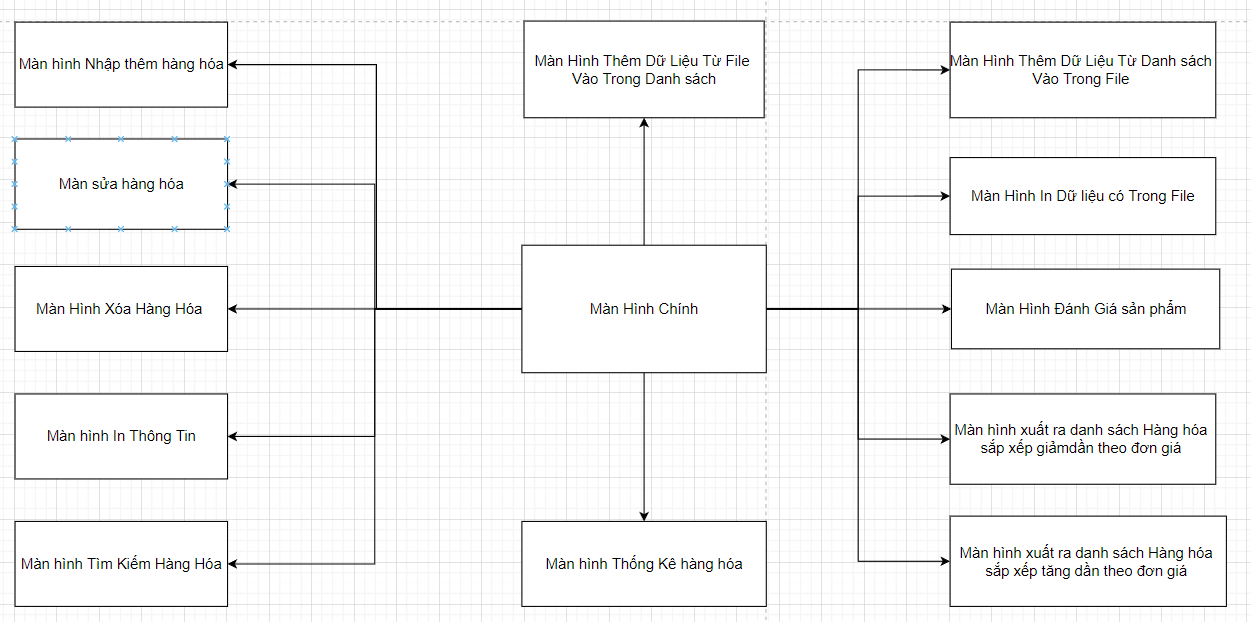 Màn hình Nhập thêm hàng hóa
Màn sửa hàng hóa
Màn Hình Xóa Hàng Hóa
Màn hình In Thông Tin
Màn hình Tìm Kiếm Hàng Hóa
Màn Hình Thêm Dữ Liệu Từ File
Vào Trong Danh sách
Màn Hình Chính
Màn hình Thống Kê hàng hóa
Màn Hình Thêm Dữ Liệu Từ Danh sách
Vào Trong File
Màn Hình In Dữ liệu có Trong File
Màn Hình Đánh Giá sản phẩm
Màn hình xuất ra danh sách Hàng hóa
sắp xếp giảmdần theo đơn giá
Màn hình xuất ra danh sách Hàng hóa
sắp xếp tăng dần theo đơn giá